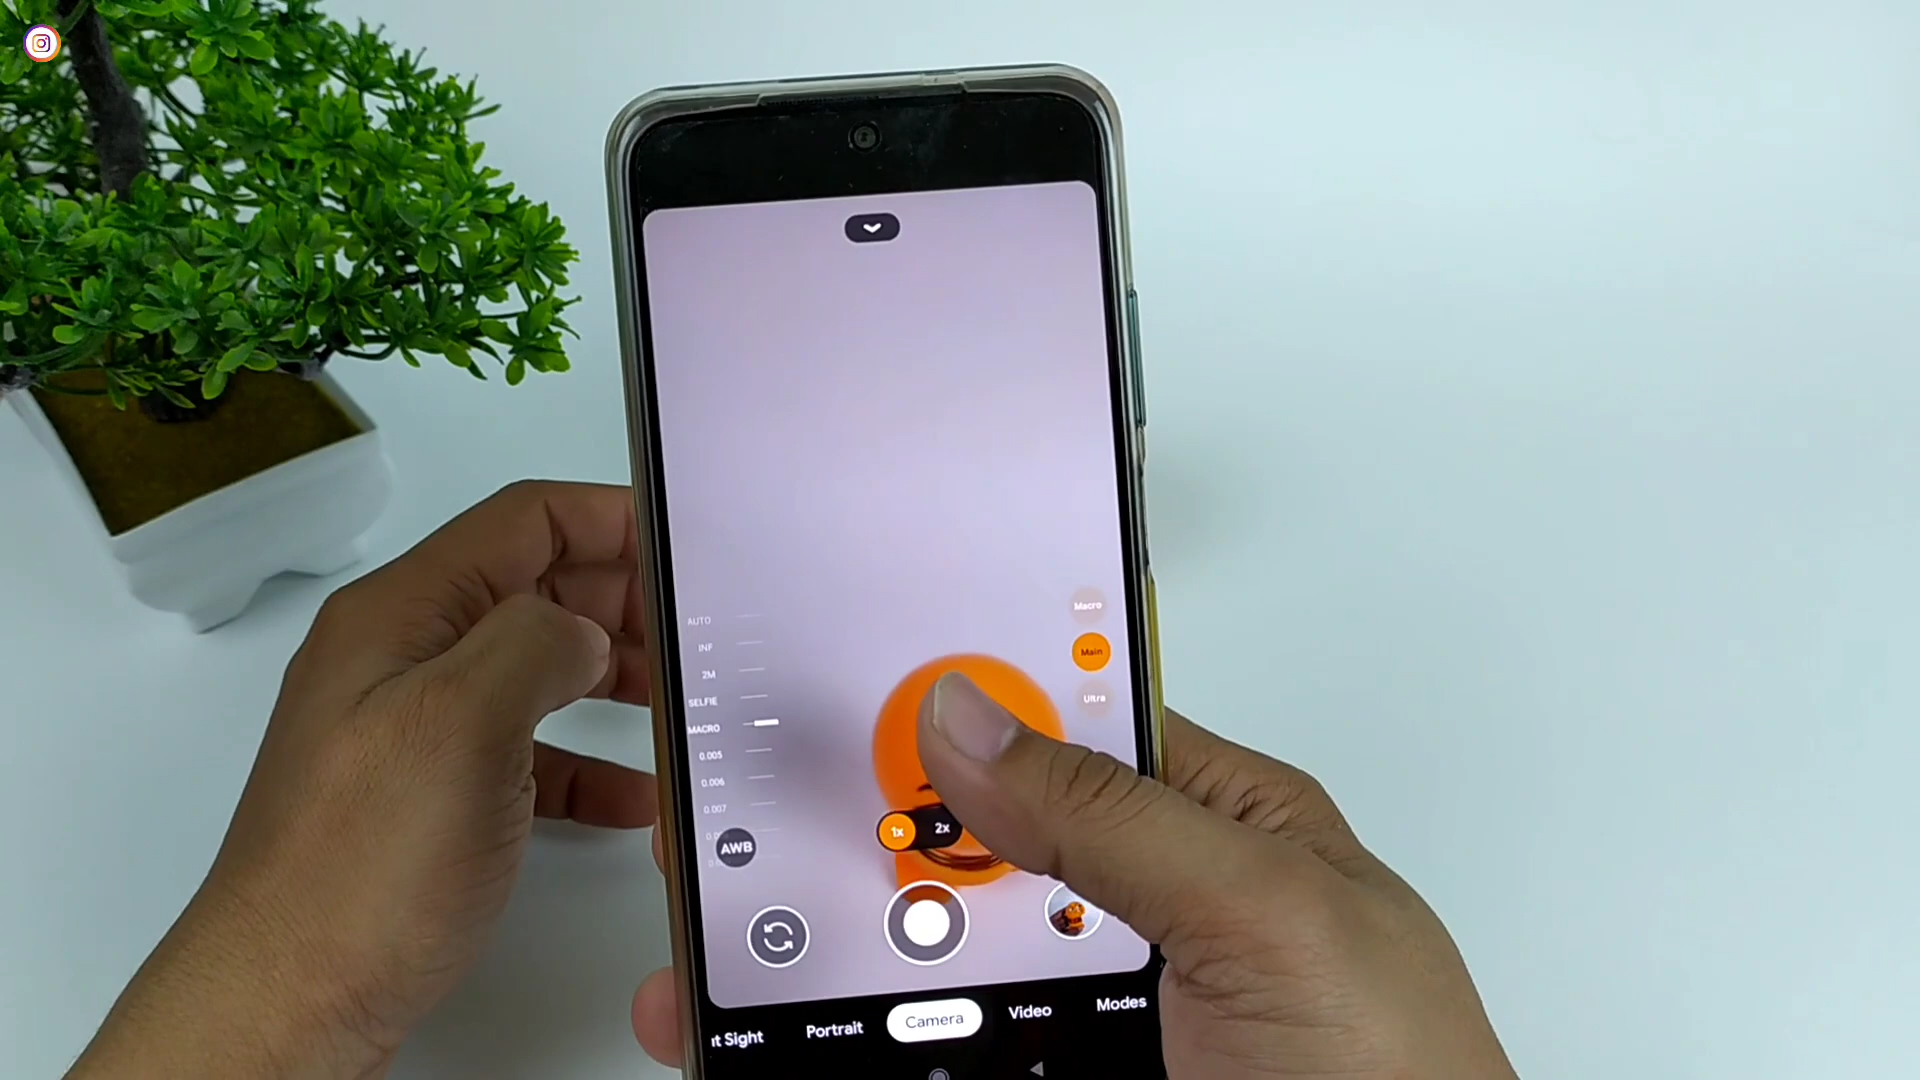 Macro
Main
Ultra
AUTO
INF
2M
SELFIE
MACRO
0.005
0.006
0.007
AWB
1x
2x
t Sight
Portrait
Camera
Video
Modes